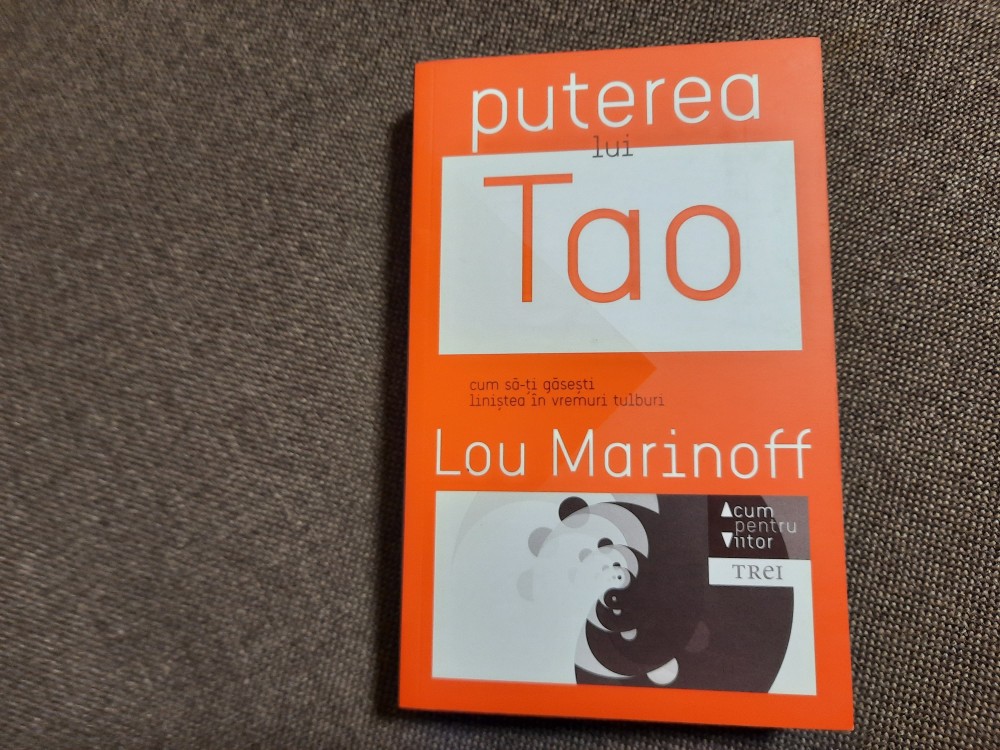 puterea
lui
Tao
cum să-ți găsești
liniștea în vremuri tulburi
Lou Marinoff
Acum
pentru
Viitor
TREI